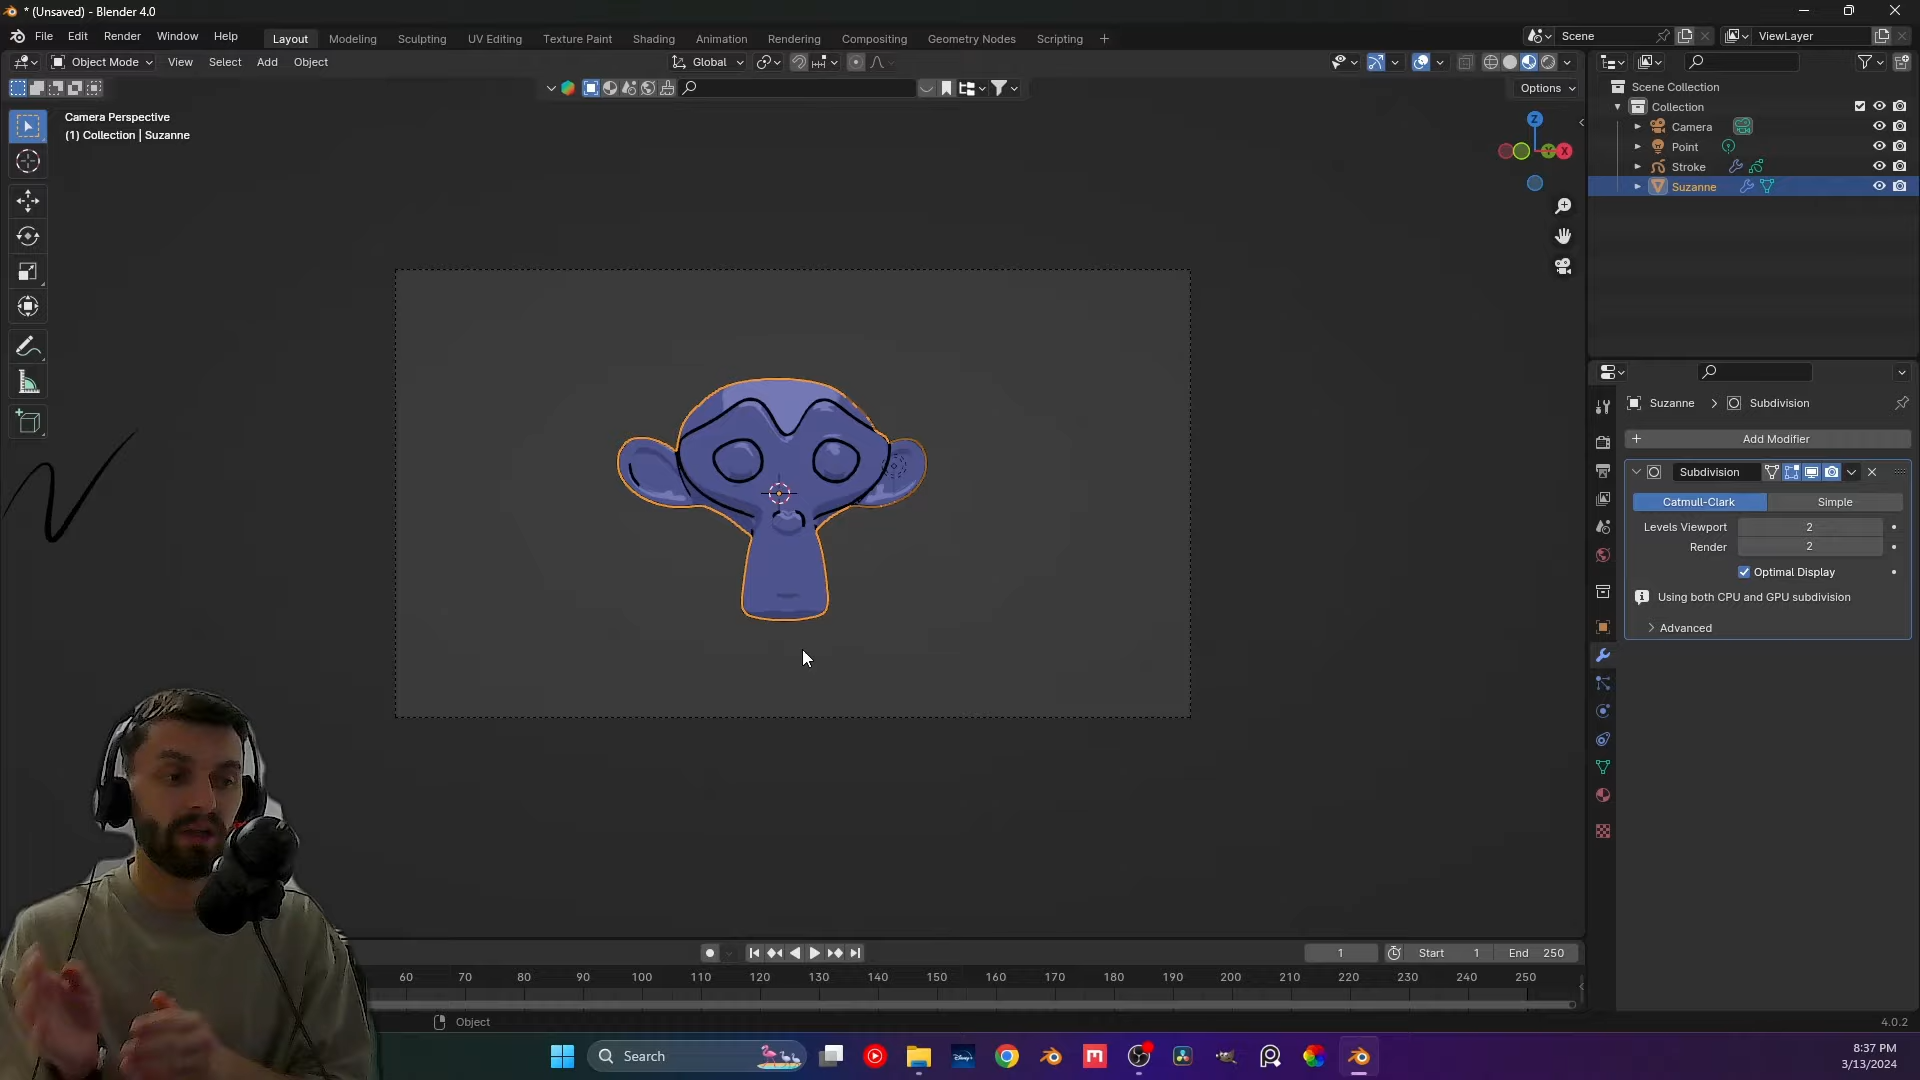 * (Unsaved) - Blender 4.0
File Edit Render Window Help Layout Modeling Sculpting UV Editing Texture Paint Shading Animation Rendering Compositing Geometry Nodes Scripting + Scene ViewLayer
Object Mode View Select Add Object Global
Options
Camera Perspective
(1) Collection | Suzanne
Z
X
Scene Collection
Collection
Camera
Point
Stroke
Suzanne
Suzanne > Subdivision
+ Add Modifier
Subdivision
Catmull-Clark Simple
Levels Viewport 2
Render 2
Optimal Display
Using both CPU and GPU subdivision
> Advanced
1 Start 1 End 250
60 70 80 90 100 110 120 130 140 150 160 170 180 190 200 210 220 230 240 250
Object
4.0.2
Search
8:37 PM
3/13/2024